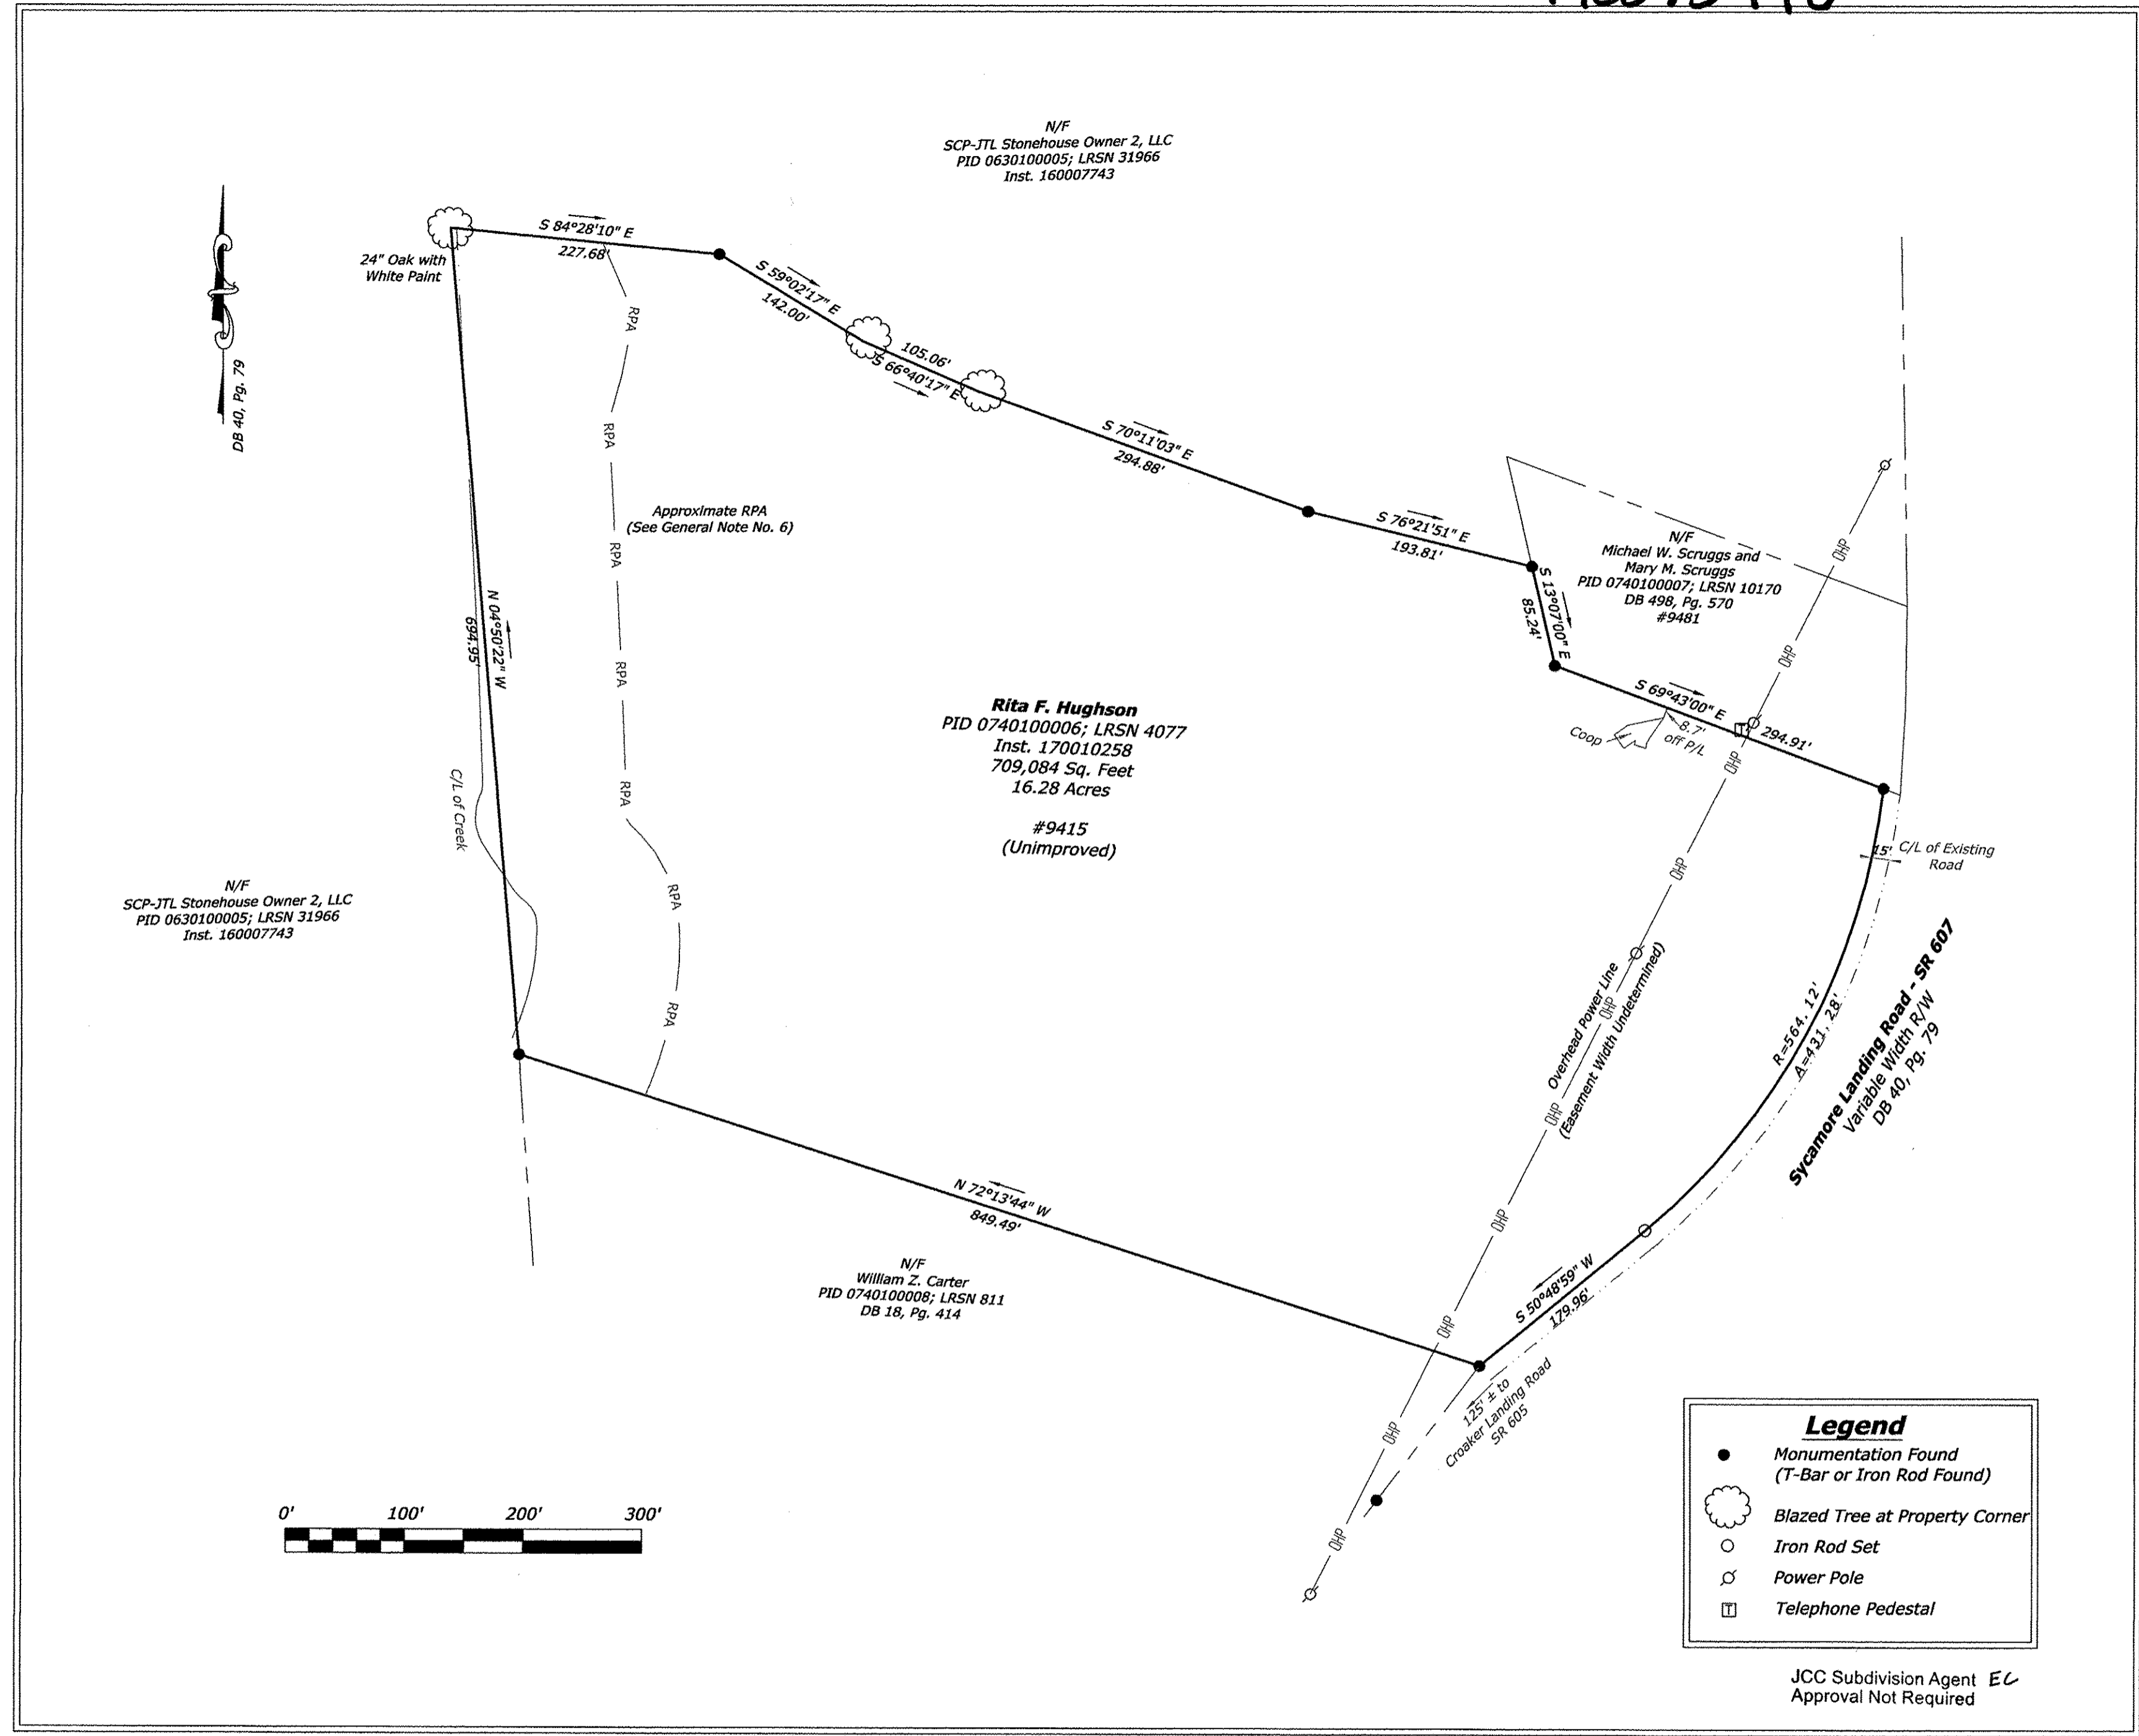 N/F
SCP-JTL Stonehouse Owner 2, LLC
PID 0630100005; LRSN 31966
Inst. 160007743
DB 40, Pg. 79
24" Oak with
White Paint
S 84°28'10" E
227.68'
S 59°02'17" E
142.00'
105.06'
S 66°40'17" E
S 70°11'03" E
294.88'
S 76°21'51" E
193.81'
S 13°07'00" E
85.24'
N/F
Michael W. Scruggs and
Mary M. Scruggs
PID 0740100007; LRSN 10170
DB 498, Pg. 570
#9481
OHP
OHP
OHP
OHP
OHP
OHP
OHP
OHP
OHP
OHP
S 69°43'00" E
294.91'
T
Coop
8.7'
off P/L
RPA
RPA
RPA
RPA
RPA
RPA
RPA
Approximate RPA
(See General Note No. 6)
N 04°50'22" W
694.95'
C/L of Creek
Rita F. Hughson
PID 0740100006; LRSN 4077
Inst. 170010258
709,084 Sq. Feet
16.28 Acres
#9415
(Unimproved)
15'
C/L of Existing
Road
N/F
SCP-JTL Stonehouse Owner 2, LLC
PID 0630100005; LRSN 31966
Inst. 160007743
Overhead Power Line
(Easement Width Undetermined)
R=564.12'
A=431.28'
Sycamore Landing Road - SR 607
Variable Width R/W
DB 40, Pg. 79
N 72°13'44" W
849.49'
N/F
William Z. Carter
PID 0740100008; LRSN 811
DB 18, Pg. 414
S 50°48'59" W
179.96'
125' ± to
Croaker Landing Road
SR 605
0' 100' 200' 300'
Legend
Monumentation Found
(T-Bar or Iron Rod Found)
Blazed Tree at Property Corner
Iron Rod Set
Power Pole
T Telephone Pedestal
JCC Subdivision Agent EC
Approval Not Required